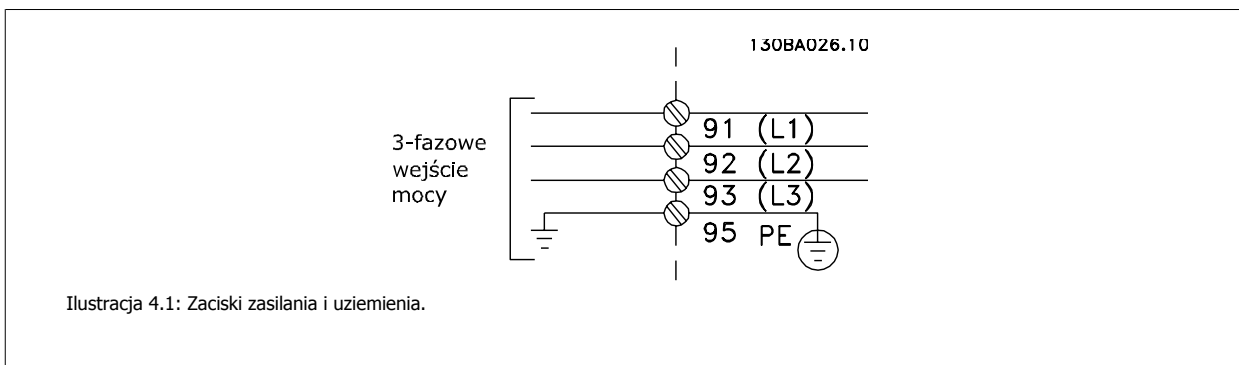 130BA026.10
3-fazowe
wejście
mocy
91 (L1)
92 (L2)
93 (L3)
95 PE
Ilustracja 4.1: Zaciski zasilania i uziemienia.